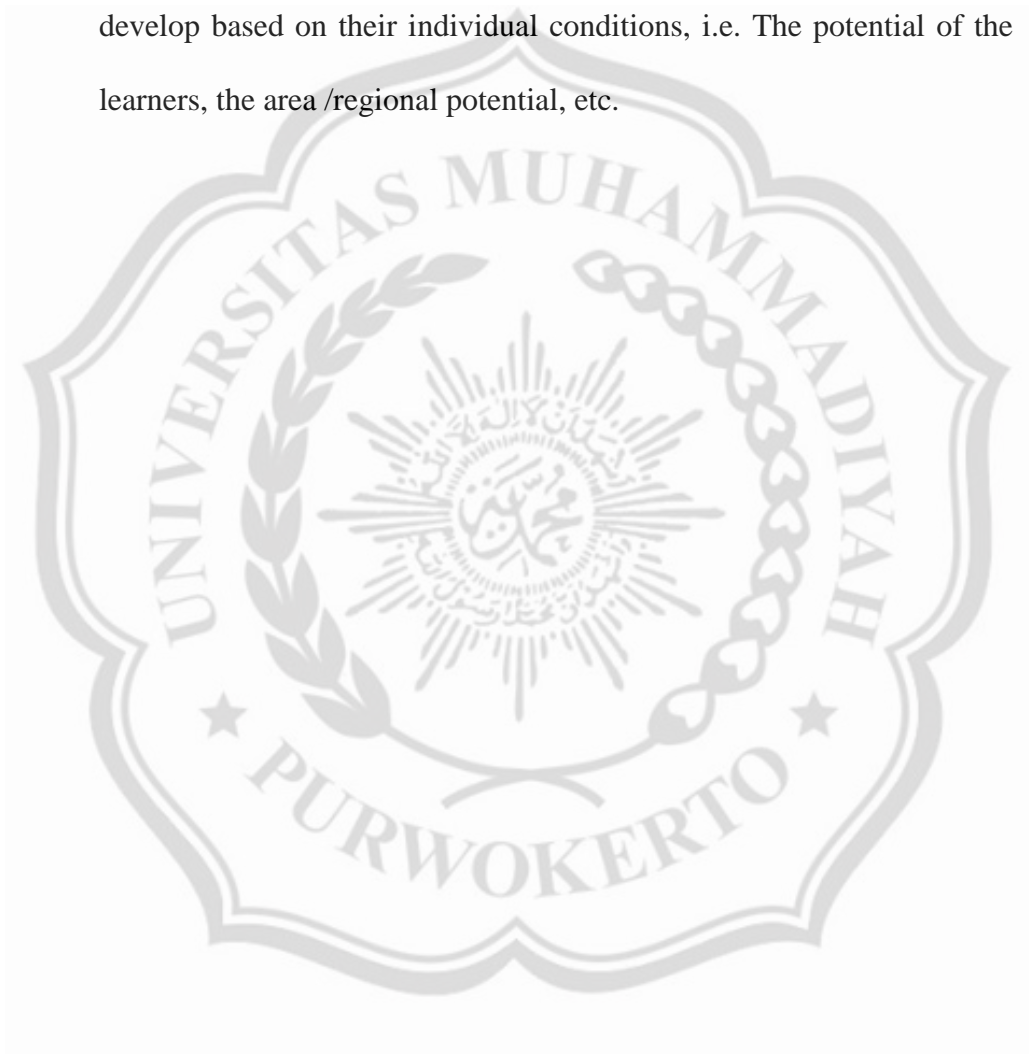 develop based on their individual conditions, i.e. The potential of the
learners, the area /regional potential, etc.
UNIVERSITAS MUHAMMADIYAH
PURWOKERTO